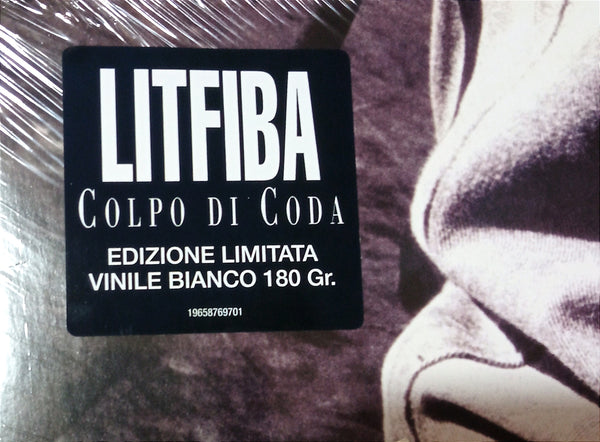 LITFIBA
COLPO DI CODA
EDIZIONE LIMITATA
VINILE BIANCO 180 Gr.
19658769701